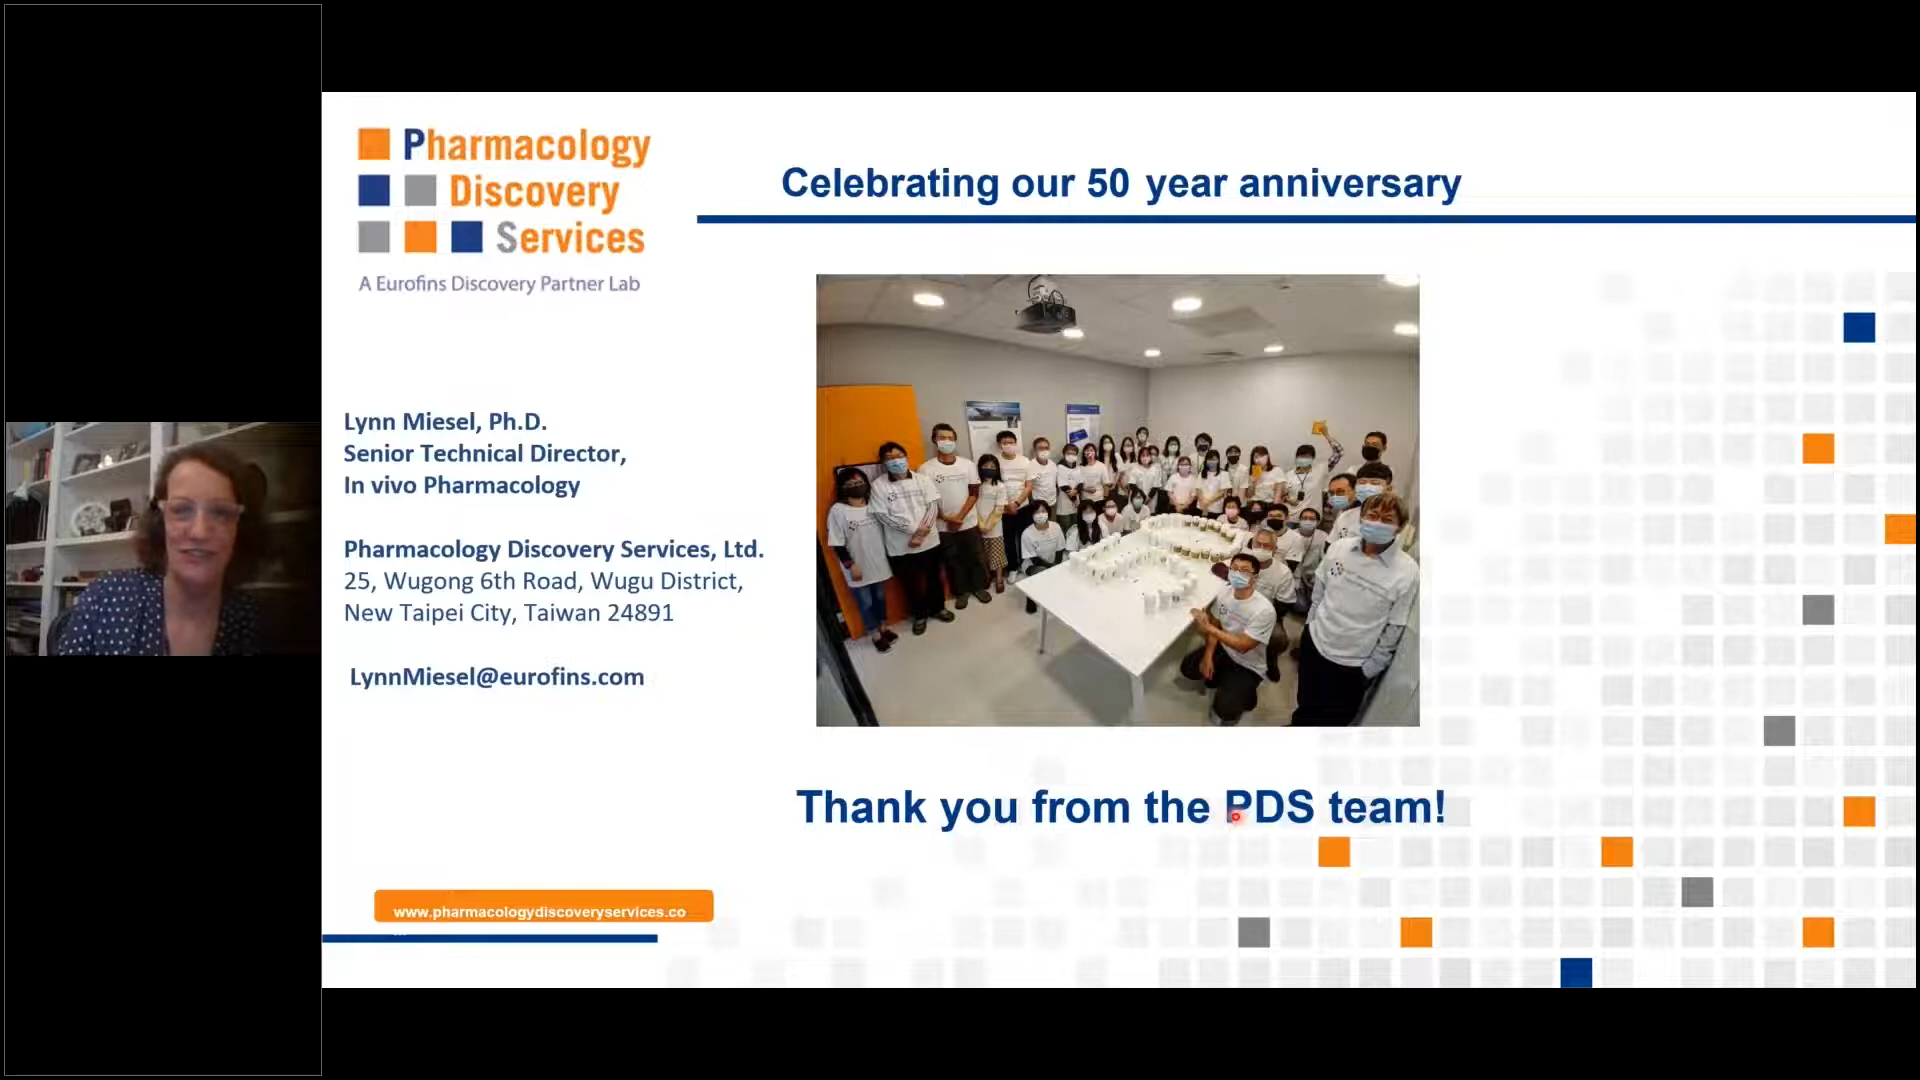 Pharmacology
Discovery
Services
A Eurofins Discovery Partner Lab
Celebrating our 50 year anniversary
Lynn Miesel, Ph.D.
Senior Technical Director,
In vivo Pharmacology
Pharmacology Discovery Services, Ltd.
25, Wugong 6th Road, Wugu District,
New Taipei City, Taiwan 24891
LynnMiesel@eurofins.com
Thank you from the PDS team!
www.pharmacologydiscoveryservices.co